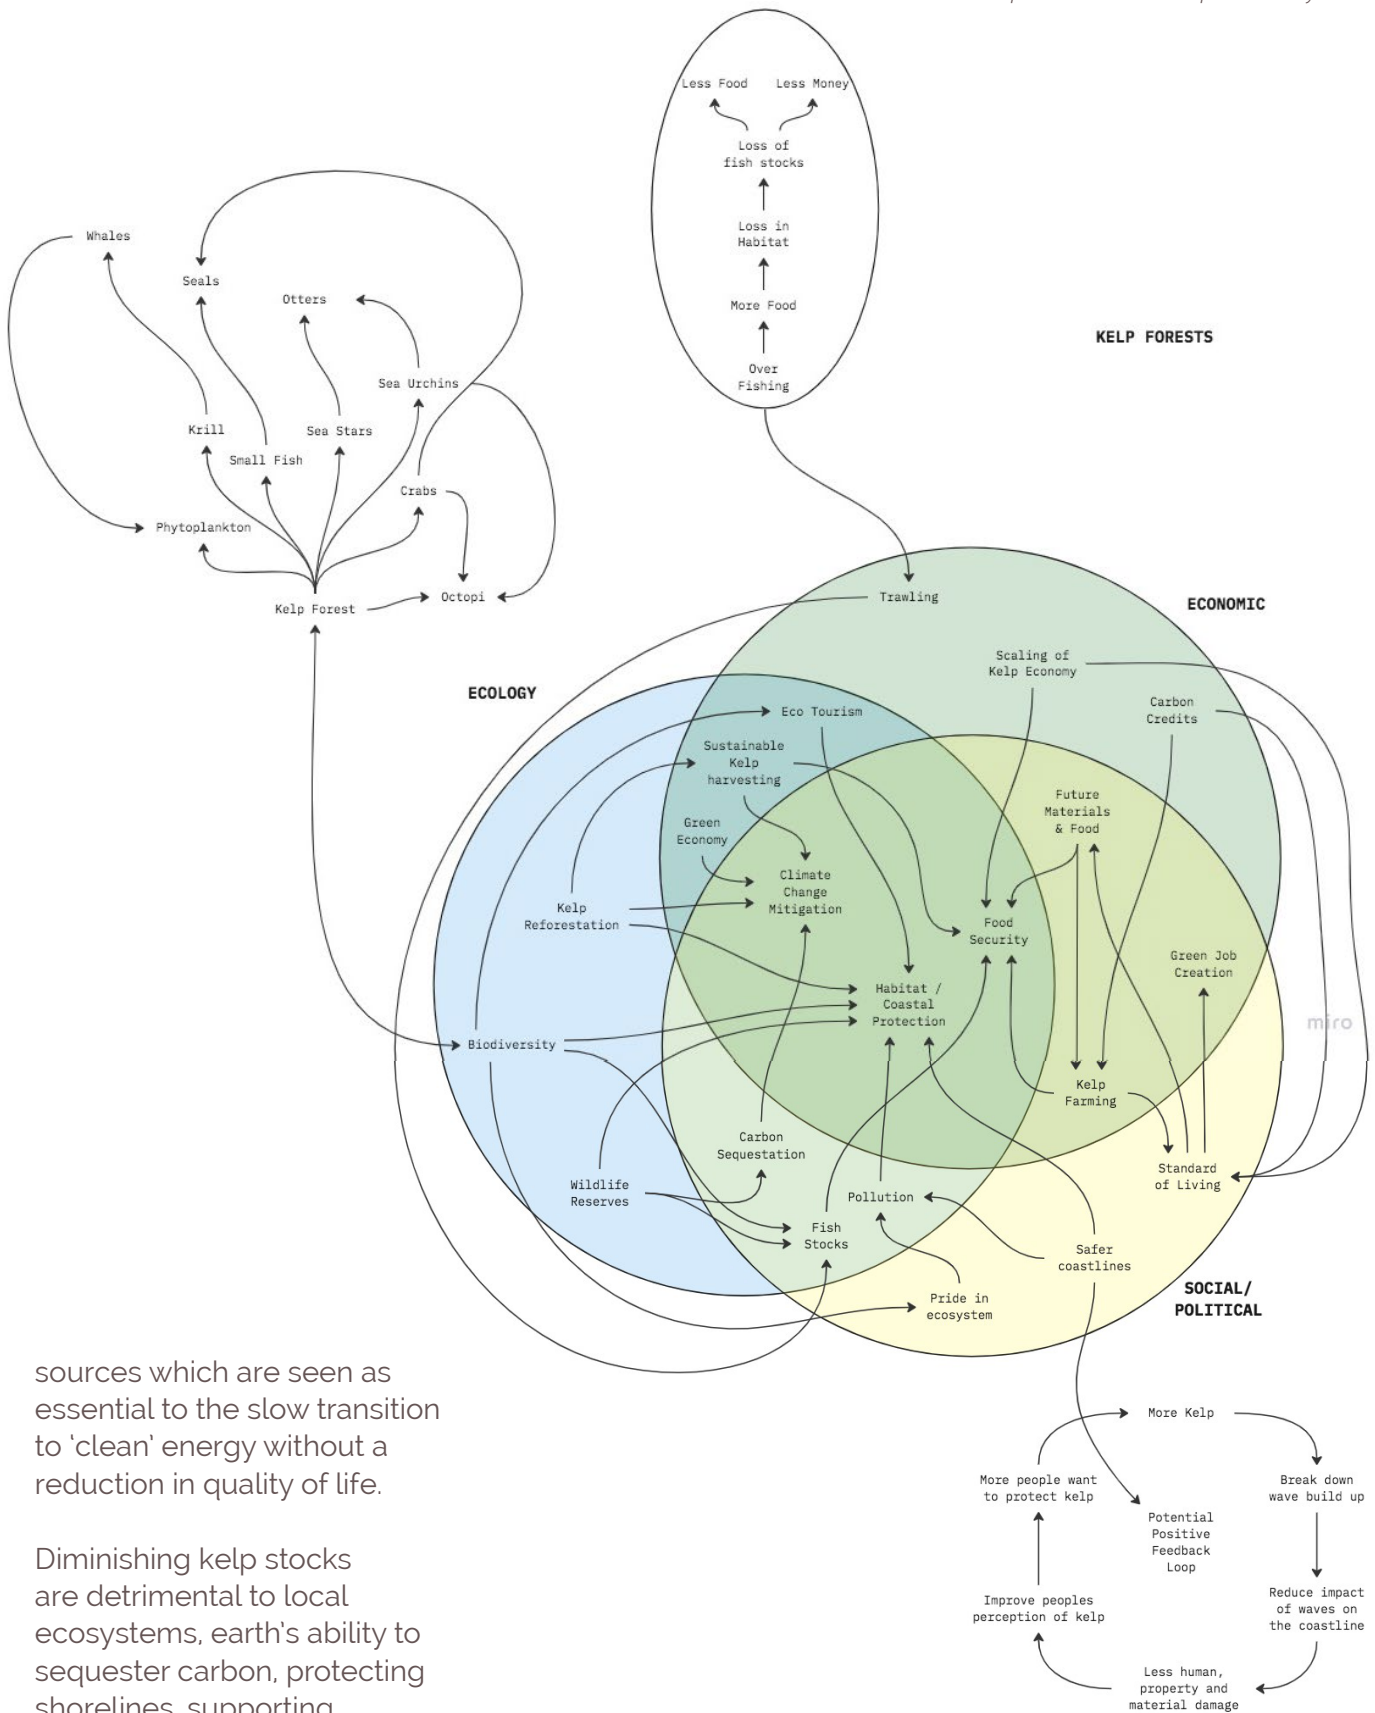 Less Food
Less Money
Loss of
fish stocks
Loss in
Habitat
More Food
Over
Fishing
KELP FORESTS
Whales
Seals
Otters
Sea Urchins
Krill
Sea Stars
Small Fish
Crabs
Phytoplankton
Kelp Forest
Octopi
Trawling
ECONOMIC
Scaling of
Kelp Economy
ECOLOGY
Carbon
Credits
Eco Tourism
Sustainable
Kelp
harvesting
Future
Materials
& Food
Green
Economy
Climate
Change
Mitigation
Kelp
Reforestation
Food
Security
Green Job
Creation
Habitat /
Coastal
Protection
miro
Biodiversity
Kelp
Farming
Carbon
Sequestation
Standard
of Living
Wildlife
Reserves
Pollution
Fish
Stocks
Safer
coastlines
SOCIAL/
POLITICAL
Pride in
ecosystem
sources which are seen as
essential to the slow transition
to ‘clean’ energy without a
reduction in quality of life.
Diminishing kelp stocks
are detrimental to local
ecosystems, earth’s ability to
sequester carbon, protecting
shorelines, supporting
More Kelp
More people want
to protect kelp
Break down
wave build up
Potential
Positive
Feedback
Loop
Improve peoples
perception of kelp
Reduce impact
of waves on
the coastline
Less human,
property and
material damage